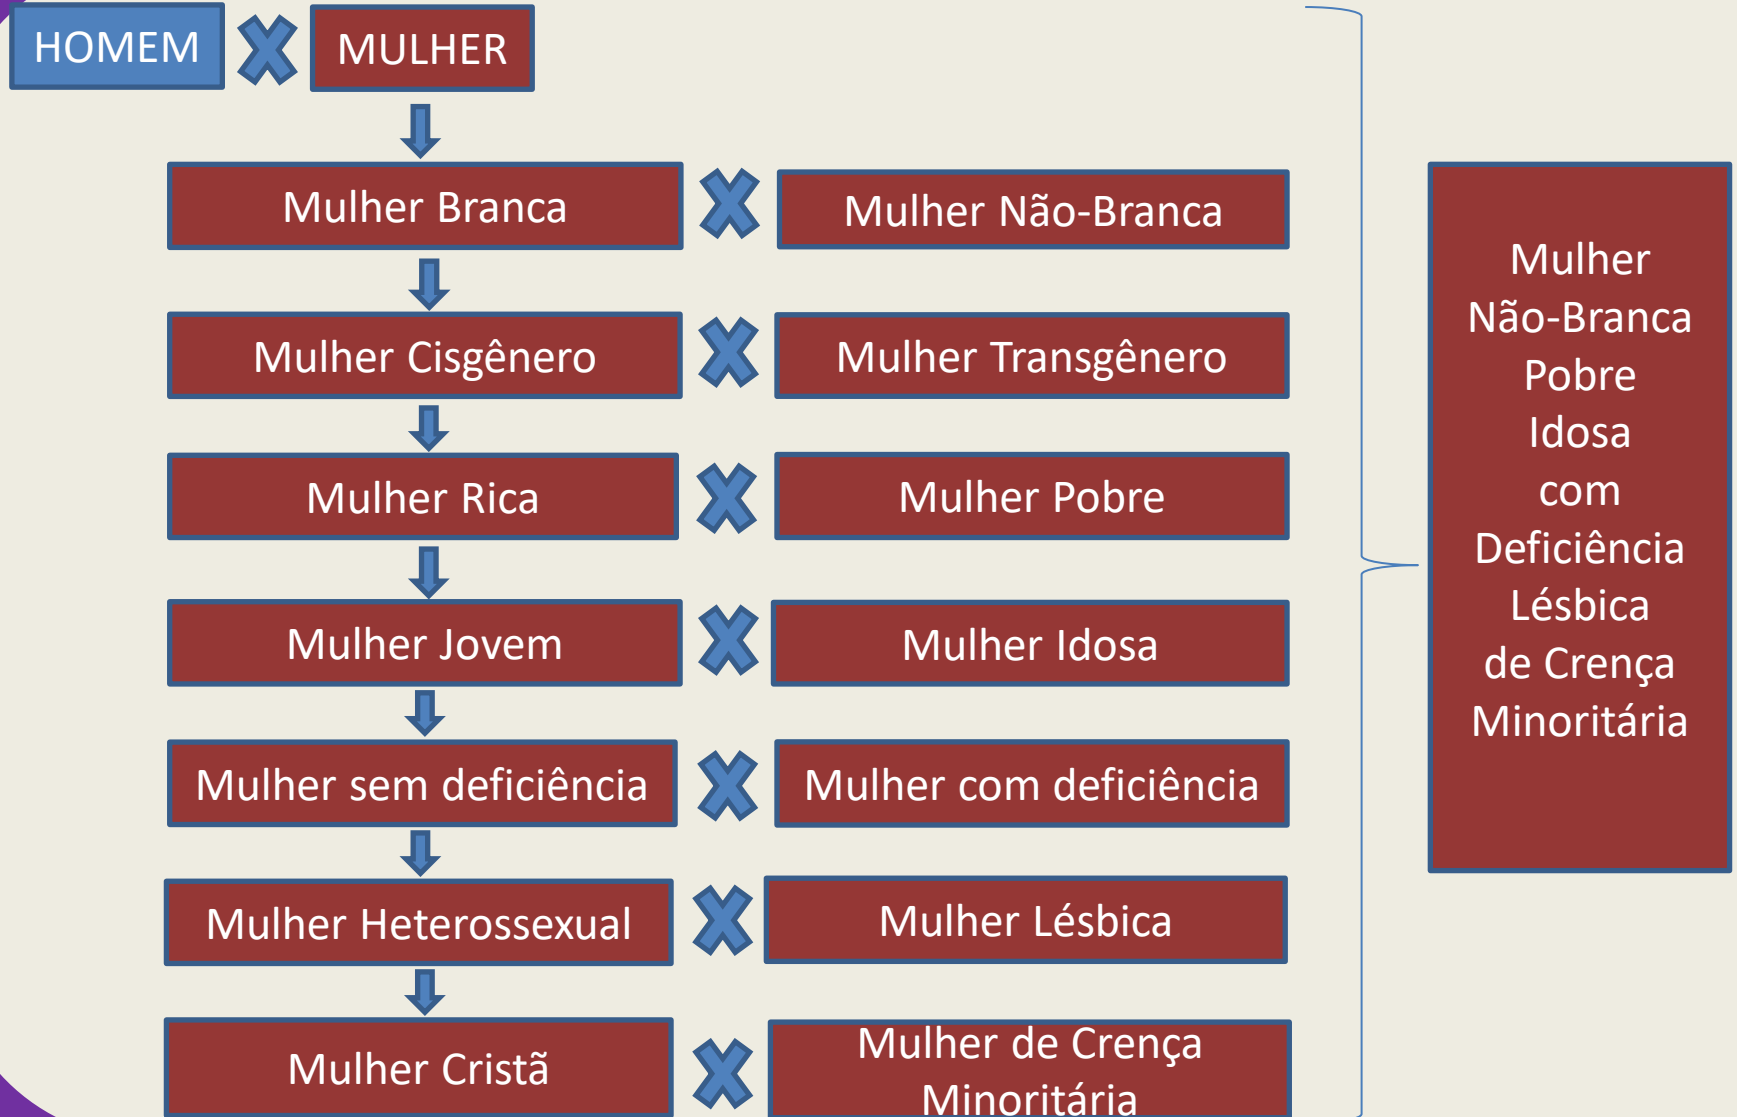 HOMEM
MULHER
Mulher Branca
Mulher Não-Branca
Mulher Cisgênero
Mulher Transgênero
Mulher Rica
Mulher Pobre
Mulher Jovem
Mulher Idosa
Mulher sem deficiência
Mulher com deficiência
Mulher Heterossexual
Mulher Lésbica
Mulher Cristã
Mulher de Crença
Minoritária
Mulher
Não-Branca
Pobre
Idosa
com
Deficiência
Lésbica
de Crença
Minoritária